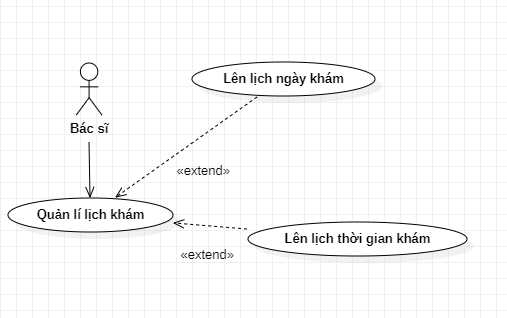 Lên lịch ngày khám
Bác sĩ
«extend»
Quản lí lịch khám
Lên lịch thời gian khám
«extend»